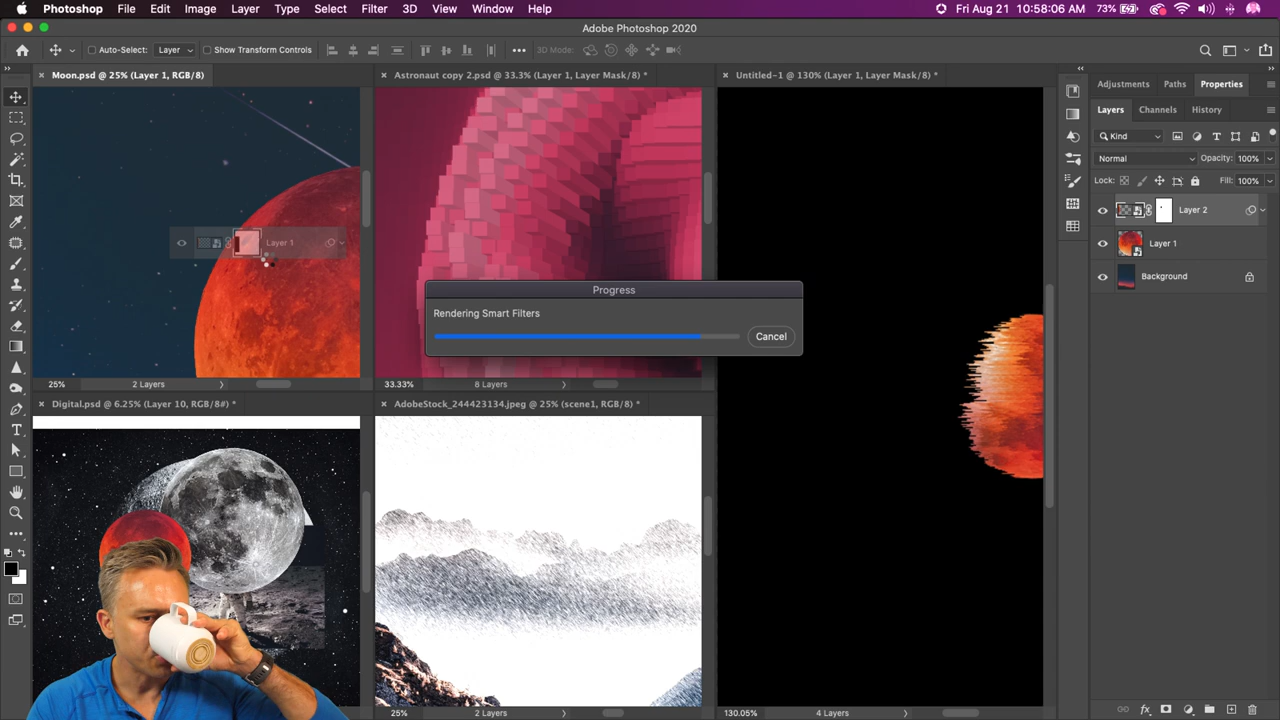 Photoshop File Edit Image Layer Type Select Filter 3D View Window Help 73% Fri Aug 21 10:58:06
Adobe Photoshop 2020
Auto-Select: Layer Show Transform Controls 3D Mode:
Moon.psd @ 25% (Layer 1, RGB/8)
Astronaut copy 2.psd @ 33.3% (Layer 1, Layer Mask/8) *
Untitled-1 @ 130% (Layer 1, Layer Mask/8) *
Adjustments Paths Properties
Layers Channels History
Kind
Normal Opacity: 100%
Lock: Fill: 100%
Layer 2
Layer 1
Layer 1
Background
Progress
Rendering Smart Filters
Cancel
25% 2 Layers
33.33% 8 Layers
Digital.psd @ 6.25% (Layer 10, RGB/8#) *
AdobeStock_244423134.jpeg @ 25% (scene1, RGB/8) *
25% 2 Layers
130.05% 4 Layers